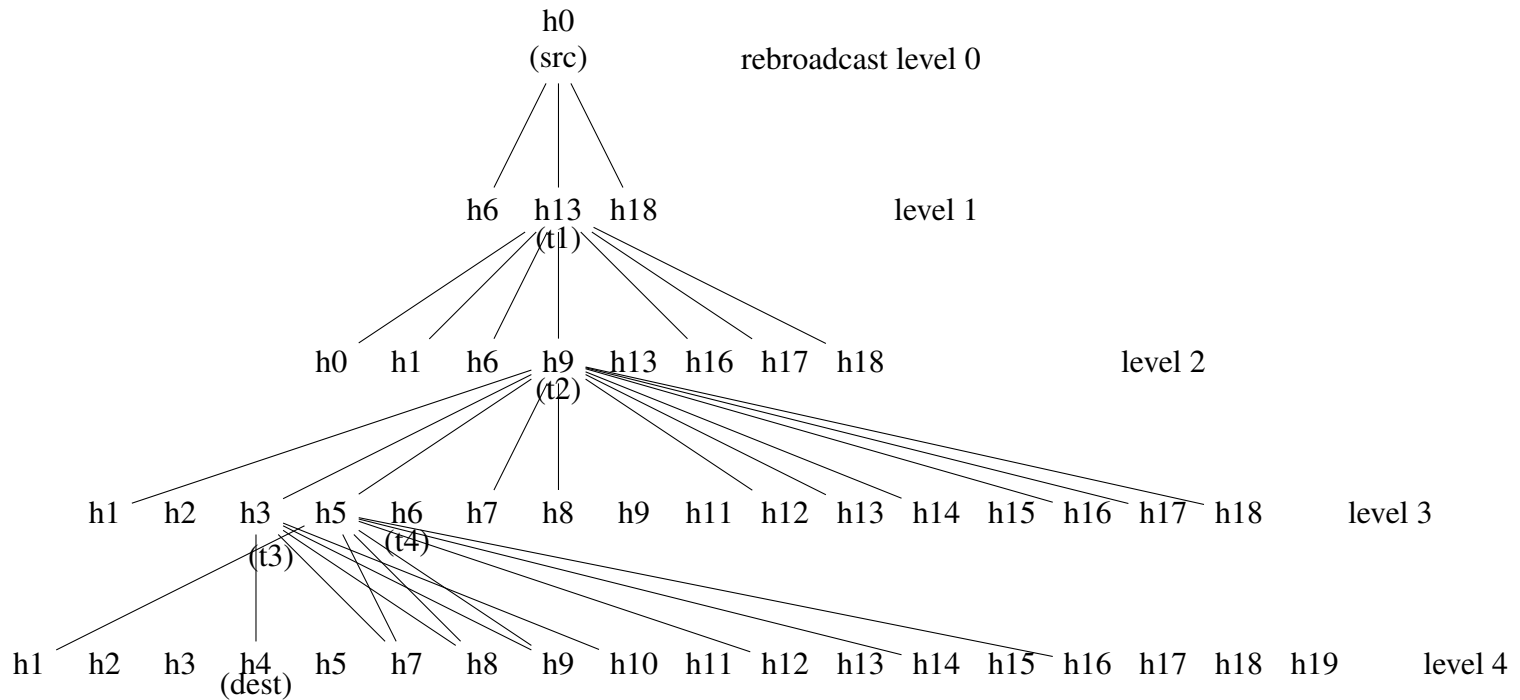 h0
(src) rebroadcast level 0
h6 h13 h18 level 1
(t1)
h0 h1 h6 h9 h13 h16 h17 h18 level 2
(t2)
h1 h2 h3 h5 h6 h7 h8 h9 h11 h12 h13 h14 h15 h16 h17 h18 level 3
(t3) (t4)
h1 h2 h3 h4 h5 h7 h8 h9 h10 h11 h12 h13 h14 h15 h16 h17 h18 h19 level 4
(dest)